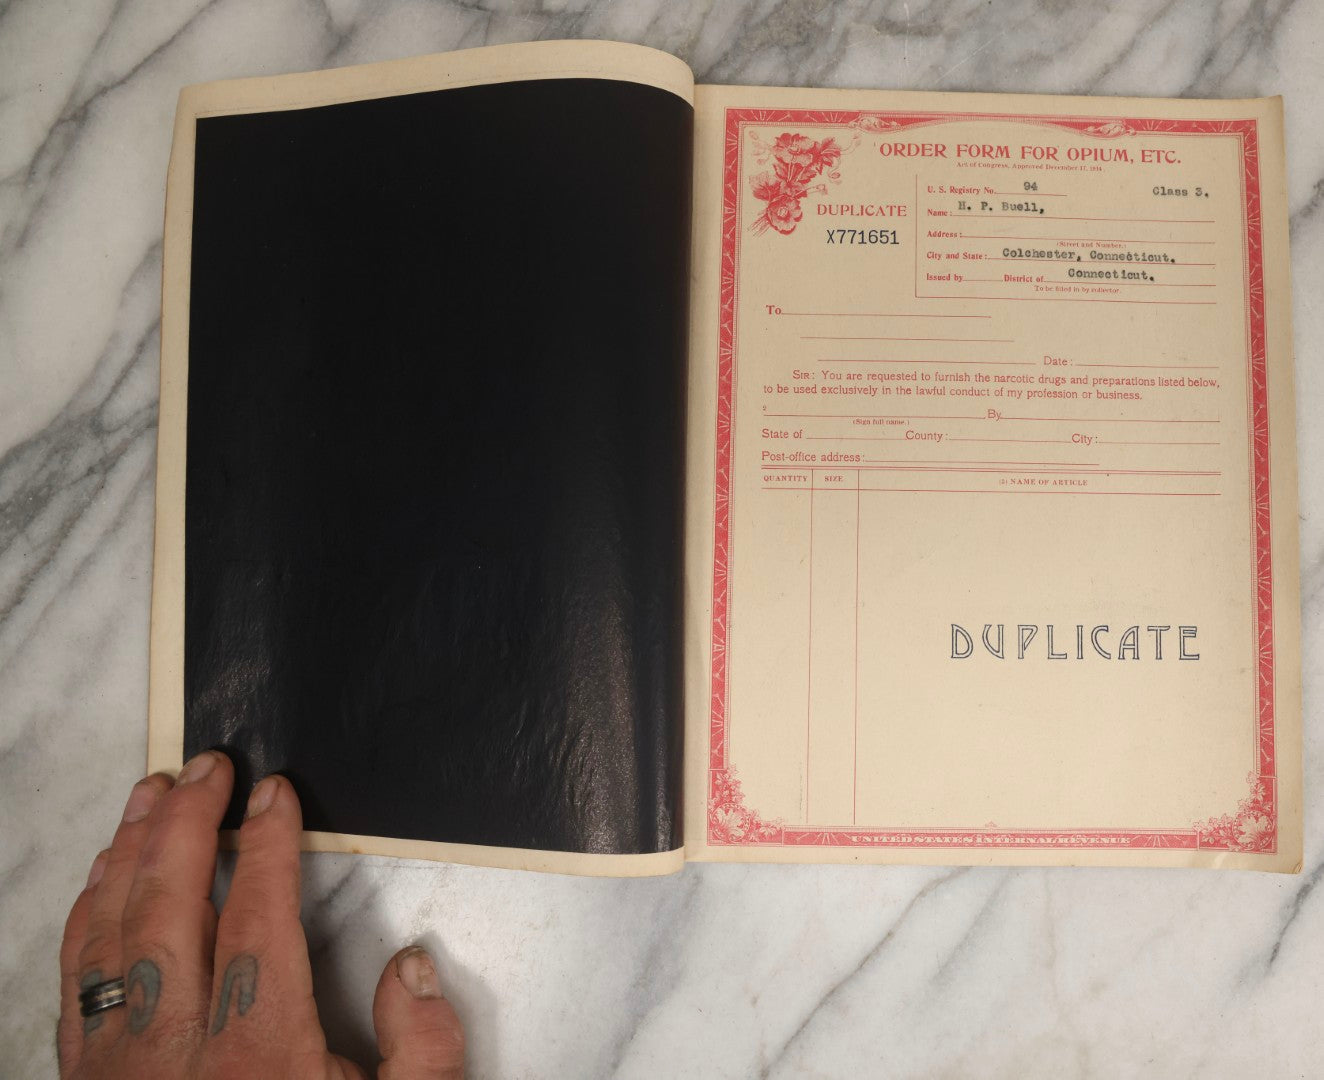 ORDER FORM FOR OPIUM, ETC.
Act of Congress, Approved December 17, 1914.
U. S. Registry No. 94 Class 3.
DUPLICATE
Name: H. P. Buell,
X771651
Address:
(Street and Number.)
City and State: Colchester, Connecticut.
Issued by District of Connecticut.
To be filled in by collector.
To
Date:
SIR: You are requested to furnish the narcotic drugs and preparations listed below,
to be used exclusively in the lawful conduct of my profession or business.
2 By
(Sign full name.)
State of County: City:
Post-office address:
QUANTITY SIZE (3) NAME OF ARTICLE
DUPLICATE
UNITED STATES INTERNAL REVENUE